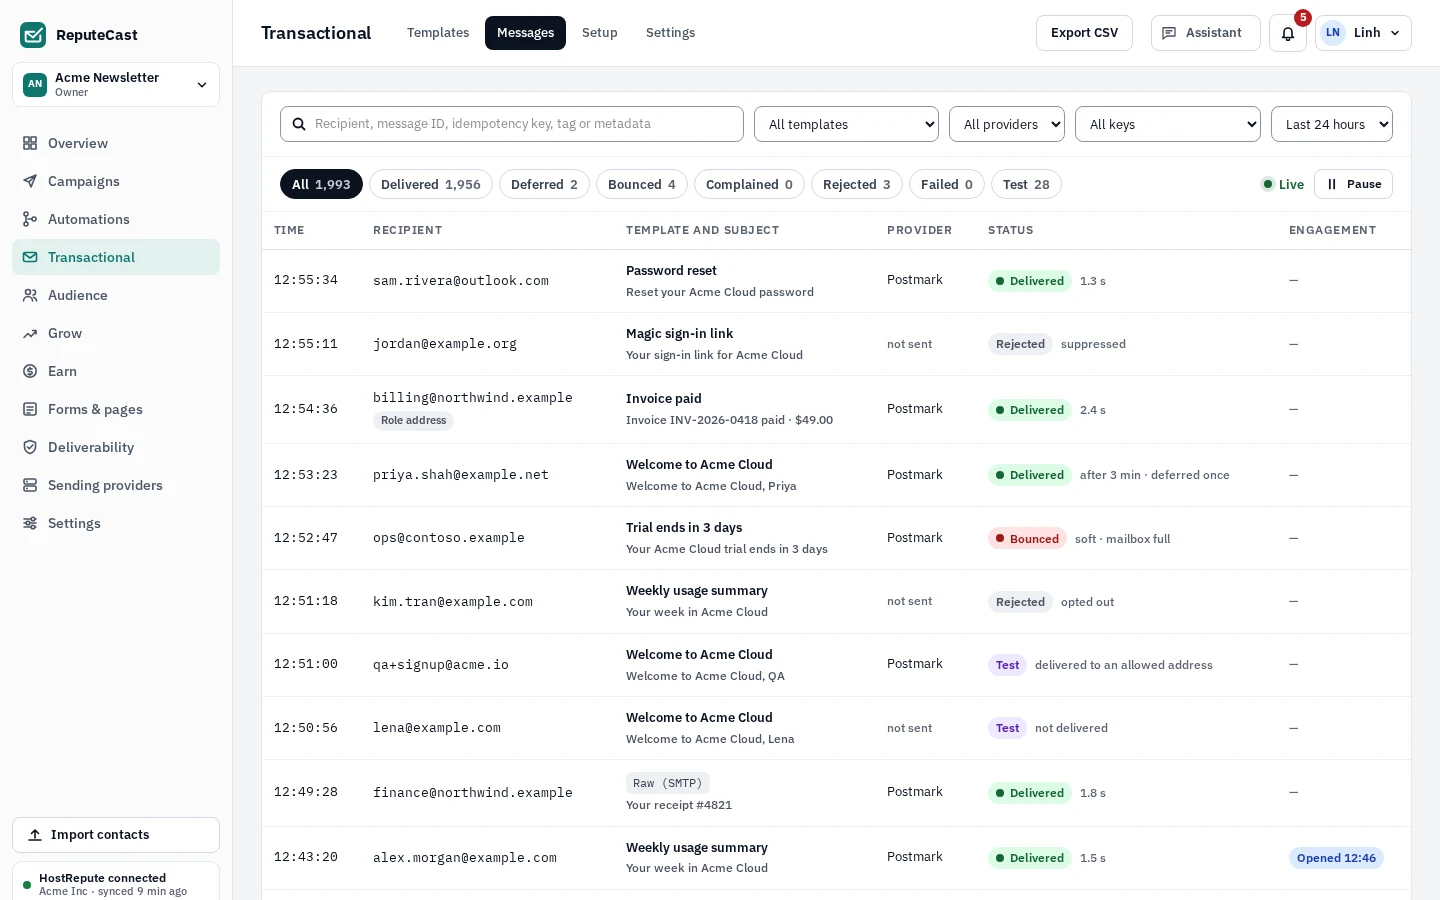 ReputeCast
AN
Acme Newsletter
Owner
Overview
Campaigns
Automations
Transactional
Audience
Grow
Earn
Forms & pages
Deliverability
Sending providers
Settings
Import contacts
HostRepute connected
Acme Inc · synced 9 min ago
Transactional
Templates
Messages
Setup
Settings
Export CSV
Assistant
5
LN
Linh
Recipient, message ID, idempotency key, tag or metadata
All templates
All providers
All keys
Last 24 hours
All 1,993
Delivered 1,956
Deferred 2
Bounced 4
Complained 0
Rejected 3
Failed 0
Test 28
Live
Pause
TIME RECIPIENT TEMPLATE AND SUBJECT PROVIDER STATUS ENGAGEMENT
12:55:34 sam.rivera@outlook.com Password reset Postmark Delivered 1.3 s —
Reset your Acme Cloud password
12:55:11 jordan@example.org Magic sign-in link not sent Rejected suppressed —
Your sign-in link for Acme Cloud
12:54:36 billing@northwind.example Invoice paid Postmark Delivered 2.4 s —
Role address Invoice INV-2026-0418 paid · $49.00
12:53:23 priya.shah@example.net Welcome to Acme Cloud Postmark Delivered after 3 min · deferred once —
Welcome to Acme Cloud, Priya
12:52:47 ops@contoso.example Trial ends in 3 days Postmark Bounced soft · mailbox full —
Your Acme Cloud trial ends in 3 days
12:51:18 kim.tran@example.com Weekly usage summary not sent Rejected opted out —
Your week in Acme Cloud
12:51:00 qa+signup@acme.io Welcome to Acme Cloud Postmark Test delivered to an allowed address —
Welcome to Acme Cloud, QA
12:50:56 lena@example.com Welcome to Acme Cloud not sent Test not delivered —
Welcome to Acme Cloud, Lena
12:49:28 finance@northwind.example Raw (SMTP) Postmark Delivered 1.8 s —
Your receipt #4821
12:43:20 alex.morgan@example.com Weekly usage summary Postmark Delivered 1.5 s Opened 12:46
Your week in Acme Cloud